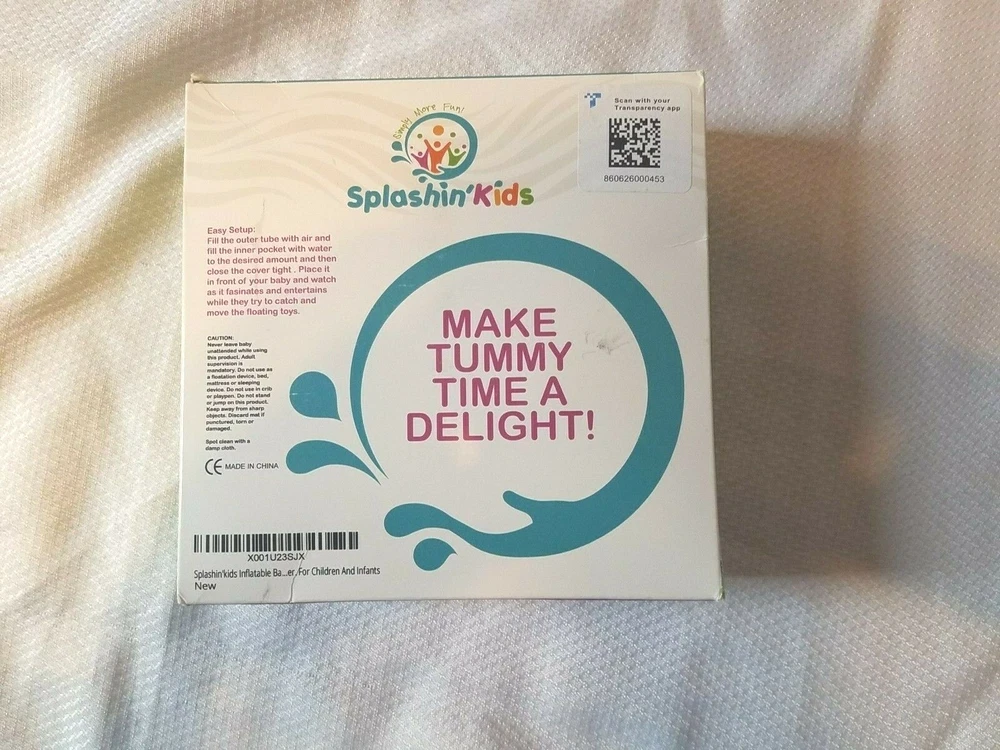 Simply More Fun!
Splashin'Kids
Scan with your
Transparency app
860626000453
Easy Setup:
Fill the outer tube with air and
fill the inner pocket with water
to the desired amount and then
close the cover tight . Place it
in front of your baby and watch
as it fasinates and entertains
while they try to catch and
move the floating toys.
MAKE
TUMMY
TIME A
DELIGHT!
CAUTION:
Never leave baby
unattended while using
this product. Adult
supervision is
mandatory. Do not use as
a floatation device, bed,
mattress or sleeping
device. Do not use in crib
or playpen. Do not stand
or jump on this product.
Keep away from sharp
objects. Discard mat if
punctured, torn or
damaged.
Spot clean with a
damp cloth.
CE MADE IN CHINA
X001U23SJX
Splashin'kids Inflatable Ba...er, For Children And Infants
New